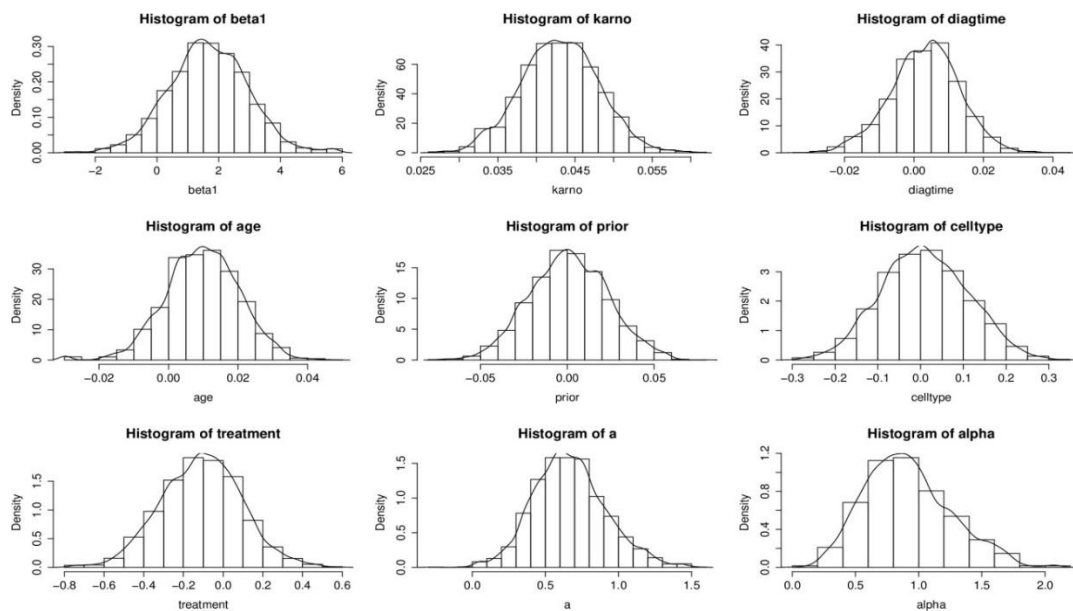 Histogram of beta1
Density
0.00 0.10 0.20 0.30
−2 0 2 4 6
beta1
Histogram of karno
Density
0 20 40 60
0.025 0.035 0.045 0.055
karno
Histogram of diagtime
Density
0 10 20 30 40
−0.02 0.00 0.02 0.04
diagtime
Histogram of age
Density
0 10 20 30
−0.02 0.00 0.02 0.04
age
Histogram of prior
Density
0 5 10 15
−0.05 0.00 0.05
prior
Histogram of celltype
Density
0 1 2 3
−0.3 −0.2 −0.1 0.0 0.1 0.2 0.3
celltype
Histogram of treatment
Density
0.0 0.5 1.0 1.5
−0.8 −0.6 −0.4 −0.2 0.0 0.2 0.4 0.6
treatment
Histogram of a
Density
0.0 0.5 1.0 1.5
0.0 0.5 1.0 1.5
a
Histogram of alpha
Density
0.0 0.4 0.8 1.2
0.0 0.5 1.0 1.5 2.0
alpha